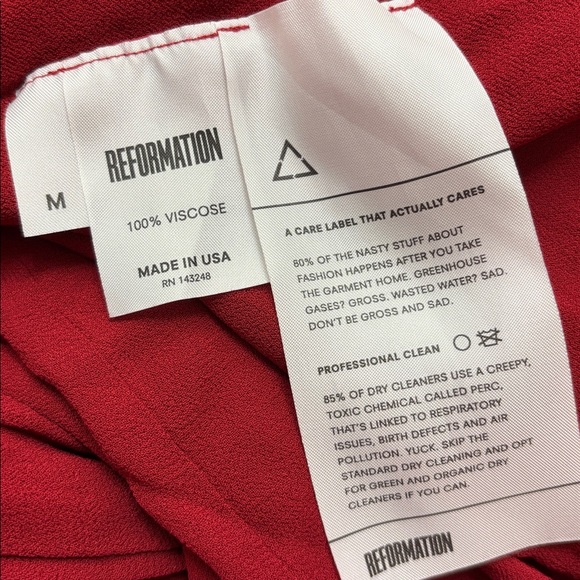 M
REFORMATION
100% VISCOSE
MADE IN USA
RN 143248
A CARE LABEL THAT ACTUALLY CARES
80% OF THE NASTY STUFF ABOUT
FASHION HAPPENS AFTER YOU TAKE
THE GARMENT HOME. GREENHOUSE
GASES? GROSS. WASTED WATER? SAD.
DON'T BE GROSS AND SAD.
PROFESSIONAL CLEAN
85% OF DRY CLEANERS USE A CREEPY,
TOXIC CHEMICAL CALLED PERC,
THAT'S LINKED TO RESPIRATORY
ISSUES, BIRTH DEFECTS AND AIR
POLLUTION. YUCK. SKIP THE
STANDARD DRY CLEANING AND OPT
FOR GREEN AND ORGANIC DRY
CLEANERS IF YOU CAN.
REFORMATION